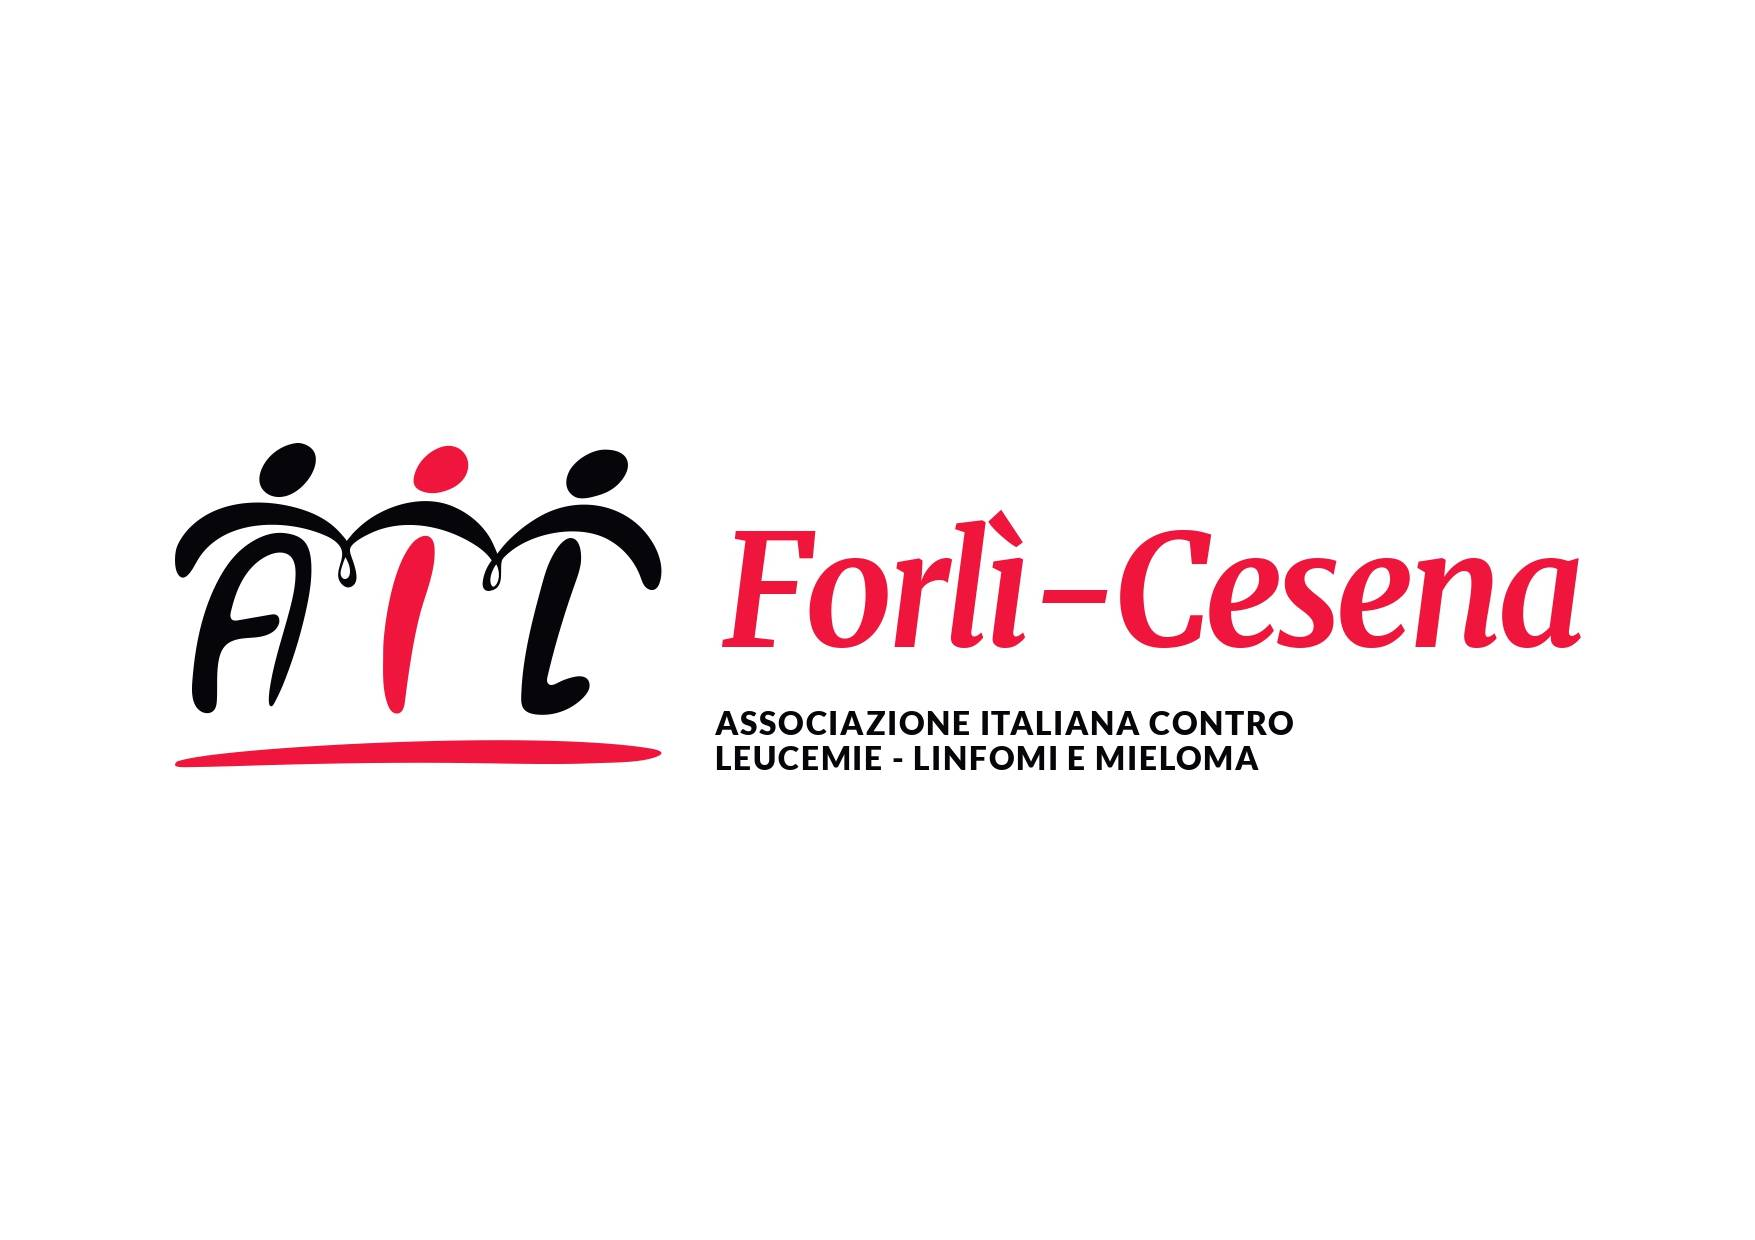 AIL
Forlì-Cesena
ASSOCIAZIONE ITALIANA CONTRO
LEUCEMIE - LINFOMI E MIELOMA